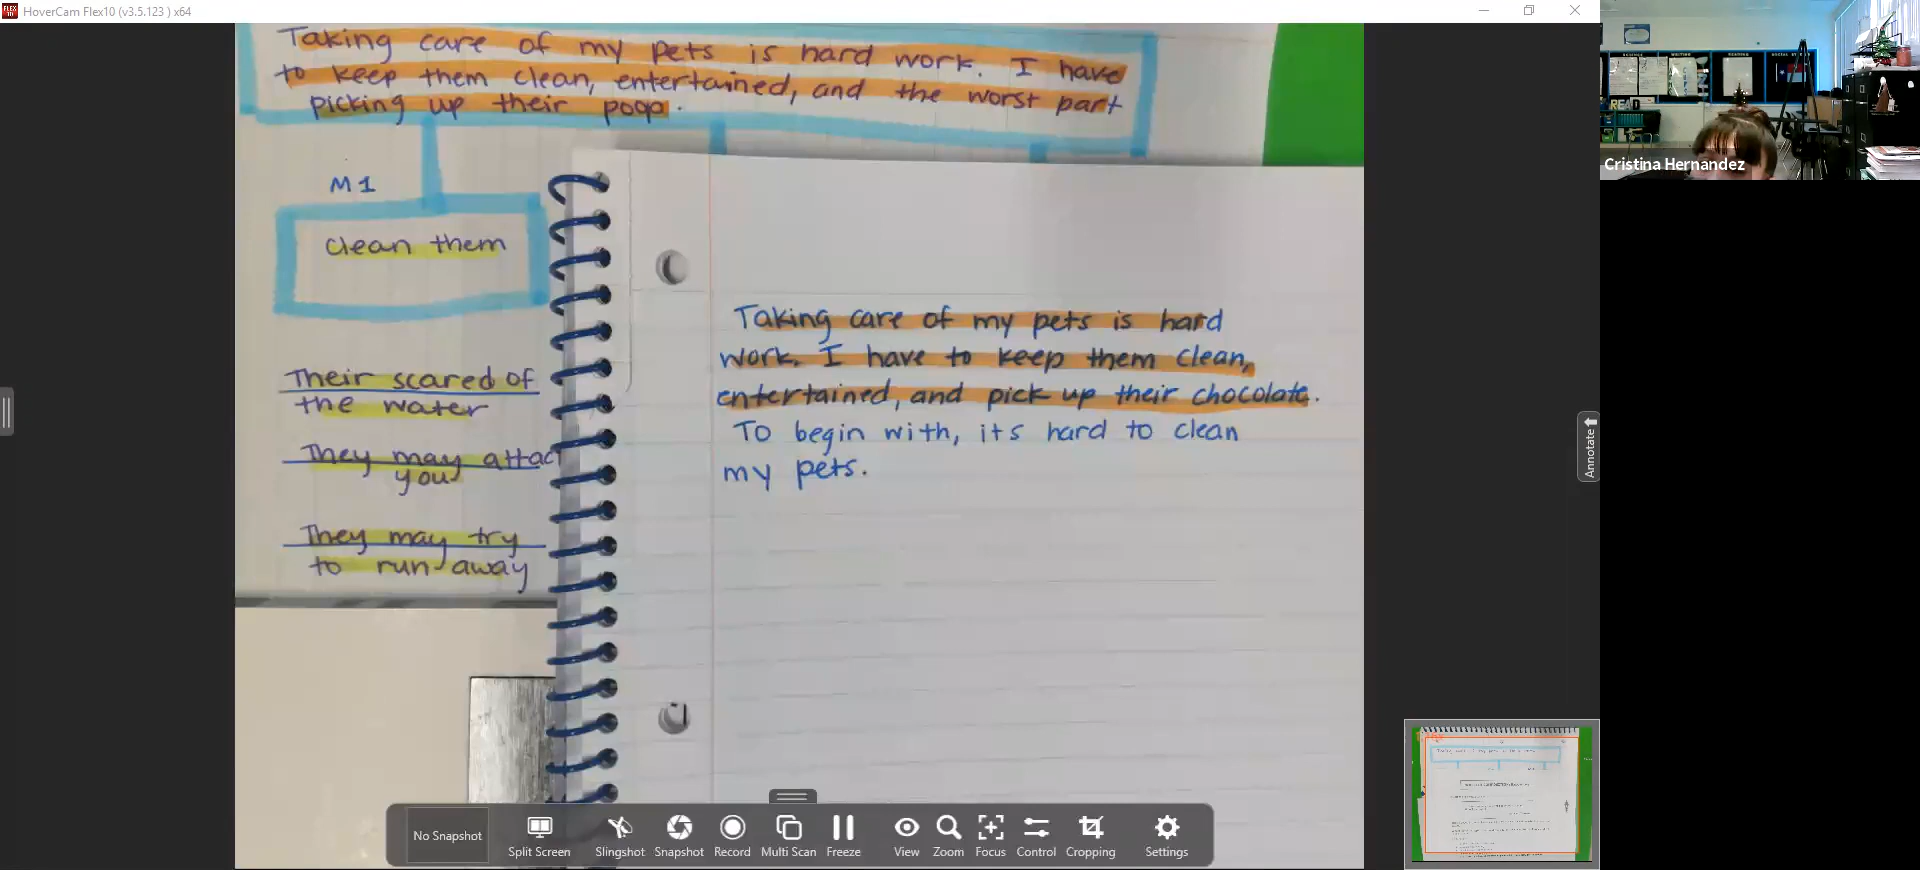 HoverCam Flex10 (v3.5.123 ) x64
Taking care of my pets is hard work. I have
to keep them clean, entertained, and the worst part
picking up their poop.
M1
clean them
Their scared of
the water
They may attac
you
They may try
to run away
Taking care of my pets is hard
work. I have to keep them clean,
entertained, and pick up their chocolate.
To begin with, its hard to clean
my pets.
READ
Cristina Hernandez
Annotate
No Snapshot
Split Screen
Slingshot
Snapshot
Record
Multi Scan
Freeze
View
Zoom
Focus
Control
Cropping
Settings